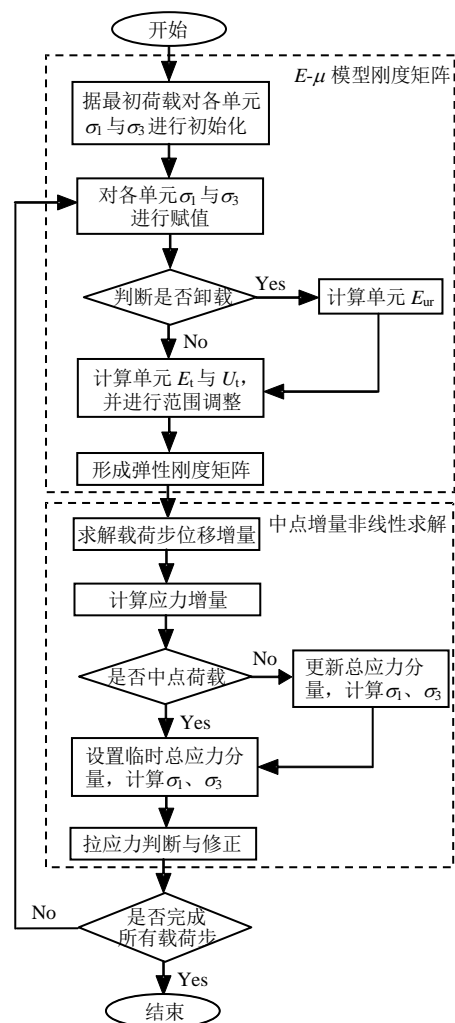 开始
E-μ 模型刚度矩阵
据最初荷载对各单元
σ1与σ3进行初始化
对各单元σ1与σ3
进行赋值
判断是否卸载
Yes
计算单元 Eur
No
计算单元 Et与 Ut，
并进行范围调整
形成弹性刚度矩阵
中点增量非线性求解
求解载荷步位移增量
计算应力增量
是否中点荷载
No
更新总应力分
量，计算σ1、σ3
Yes
设置临时总应力分
量，计算σ1、σ3
拉应力判断与修正
No
是否完成
所有载荷步
Yes
结束